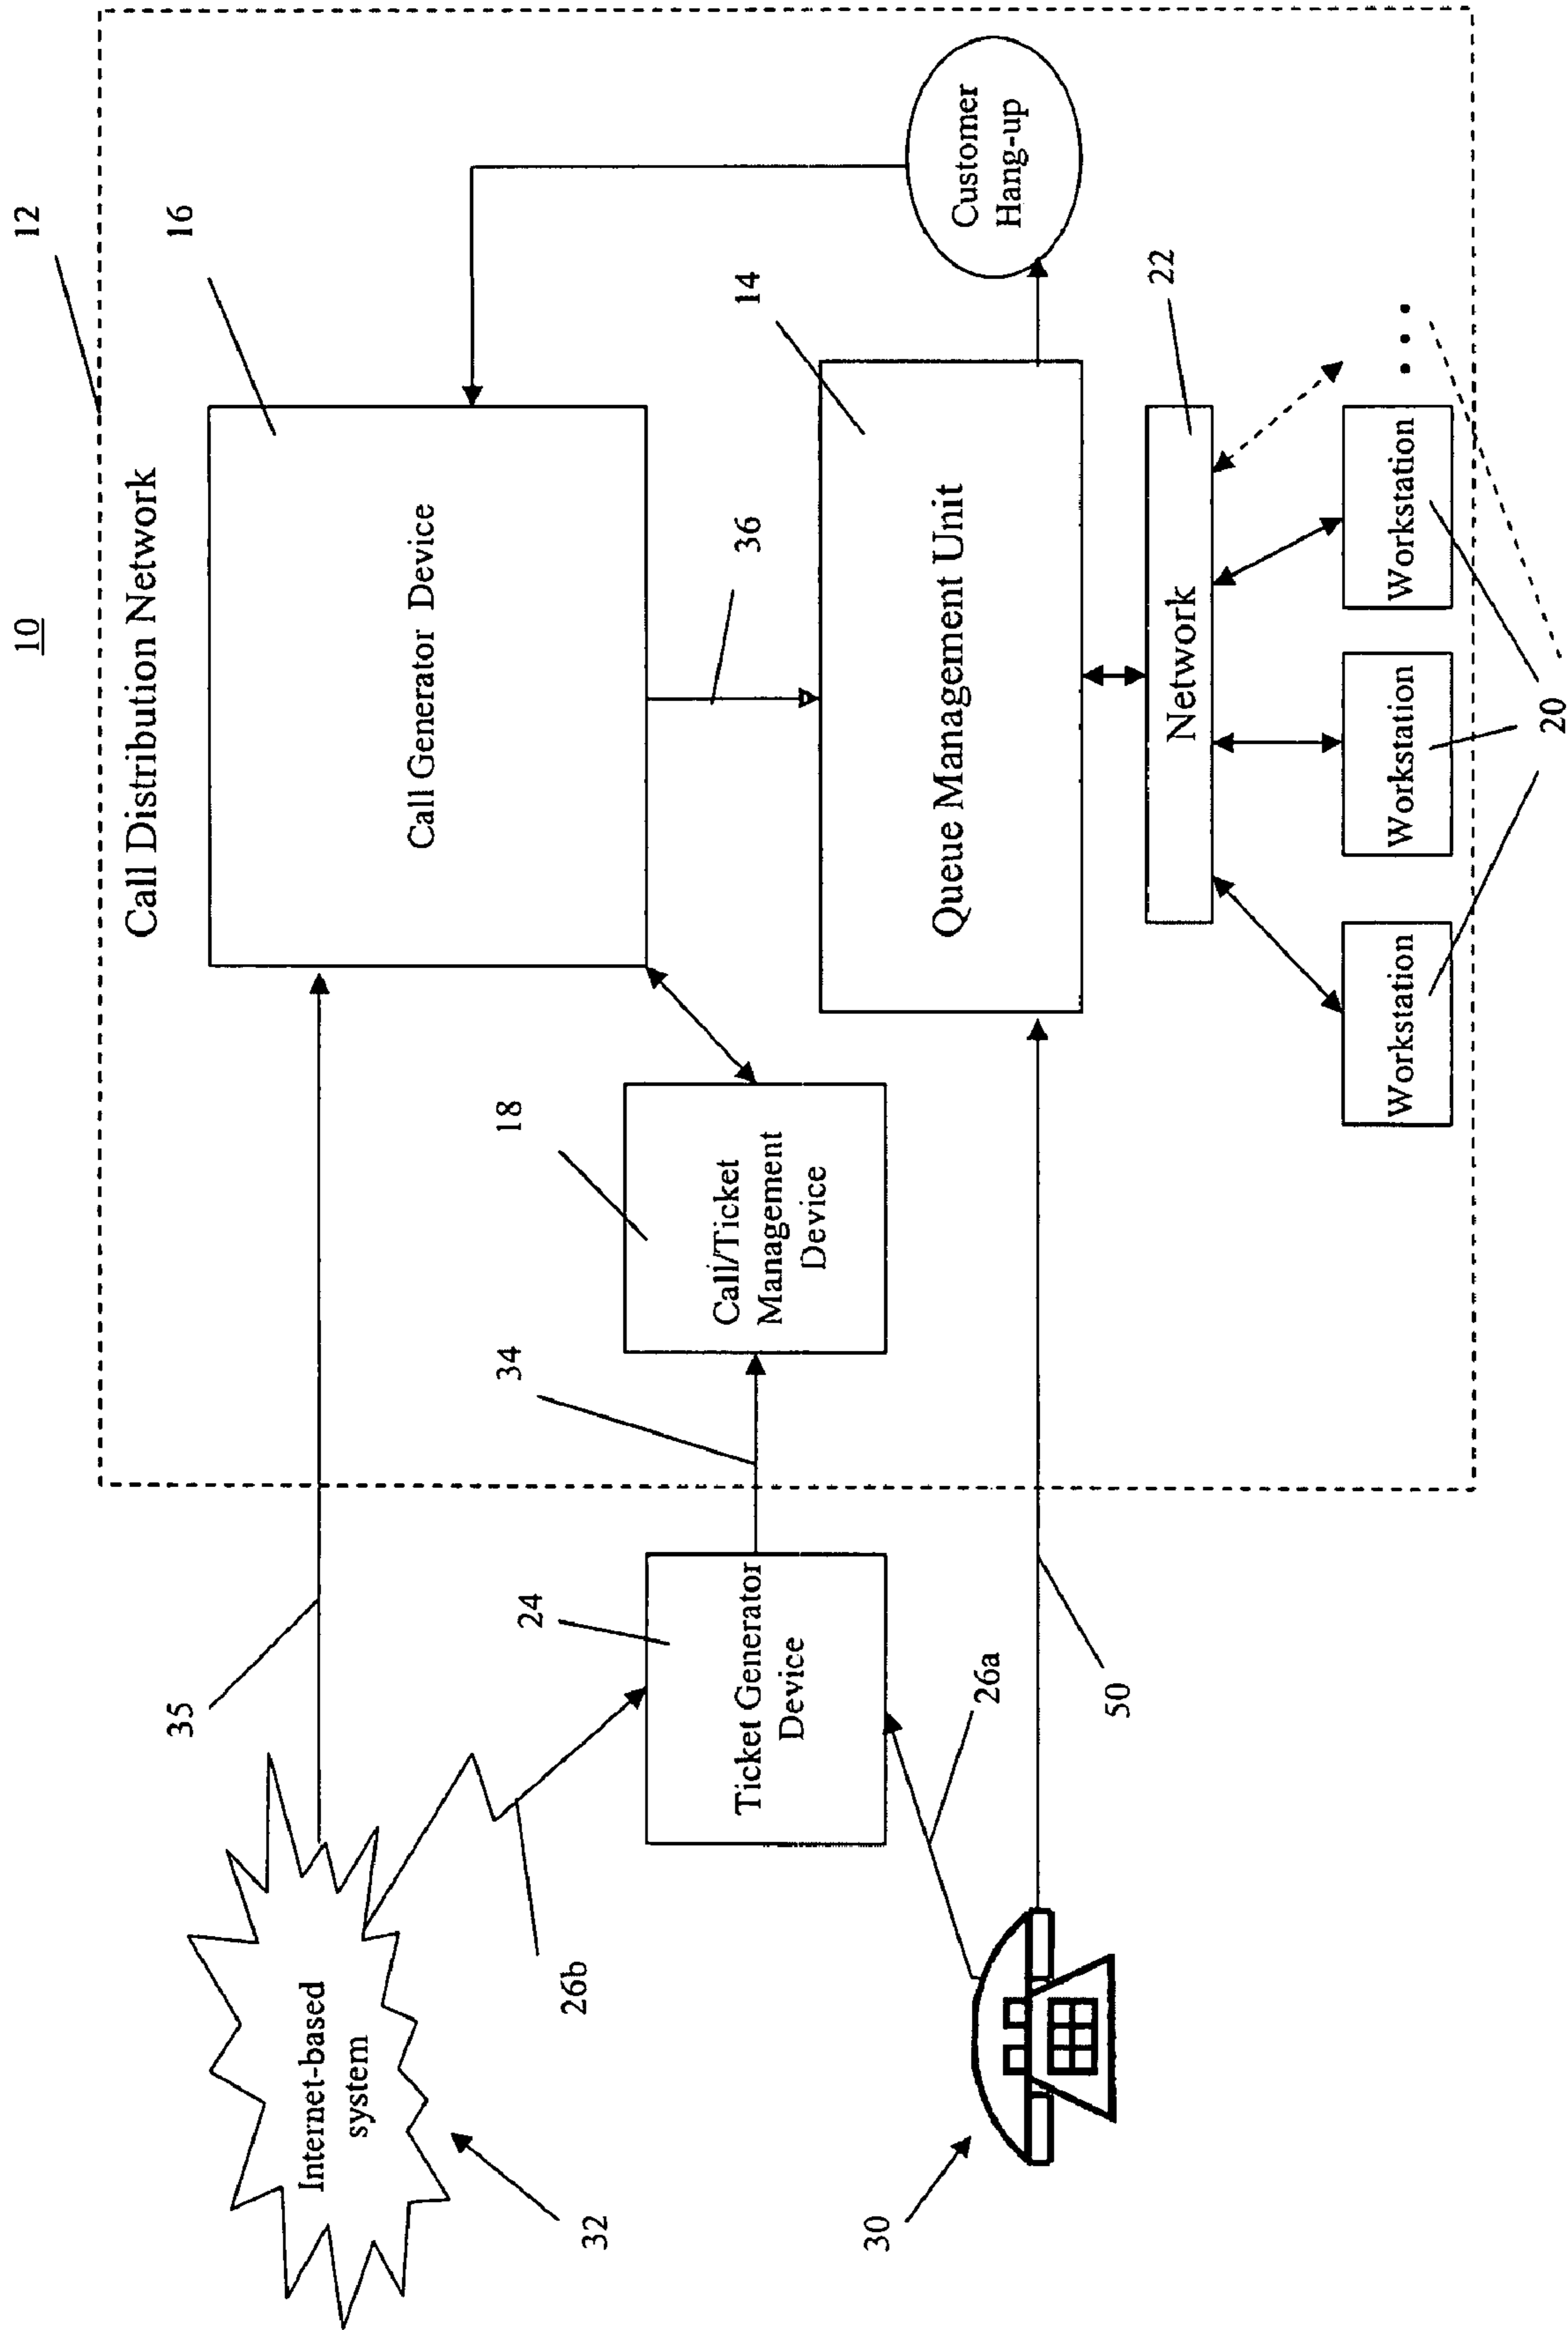 10
12
Call Distribution Network
16
Call Generator Device
35
Internet-based
system
32
26b
24
Ticket Generator
Device
34
18
Call/Ticket
Management
Device
36
14
Queue Management Unit
Customer
Hang-up
30
26a
50
22
Network
Workstation
Workstation
Workstation
20